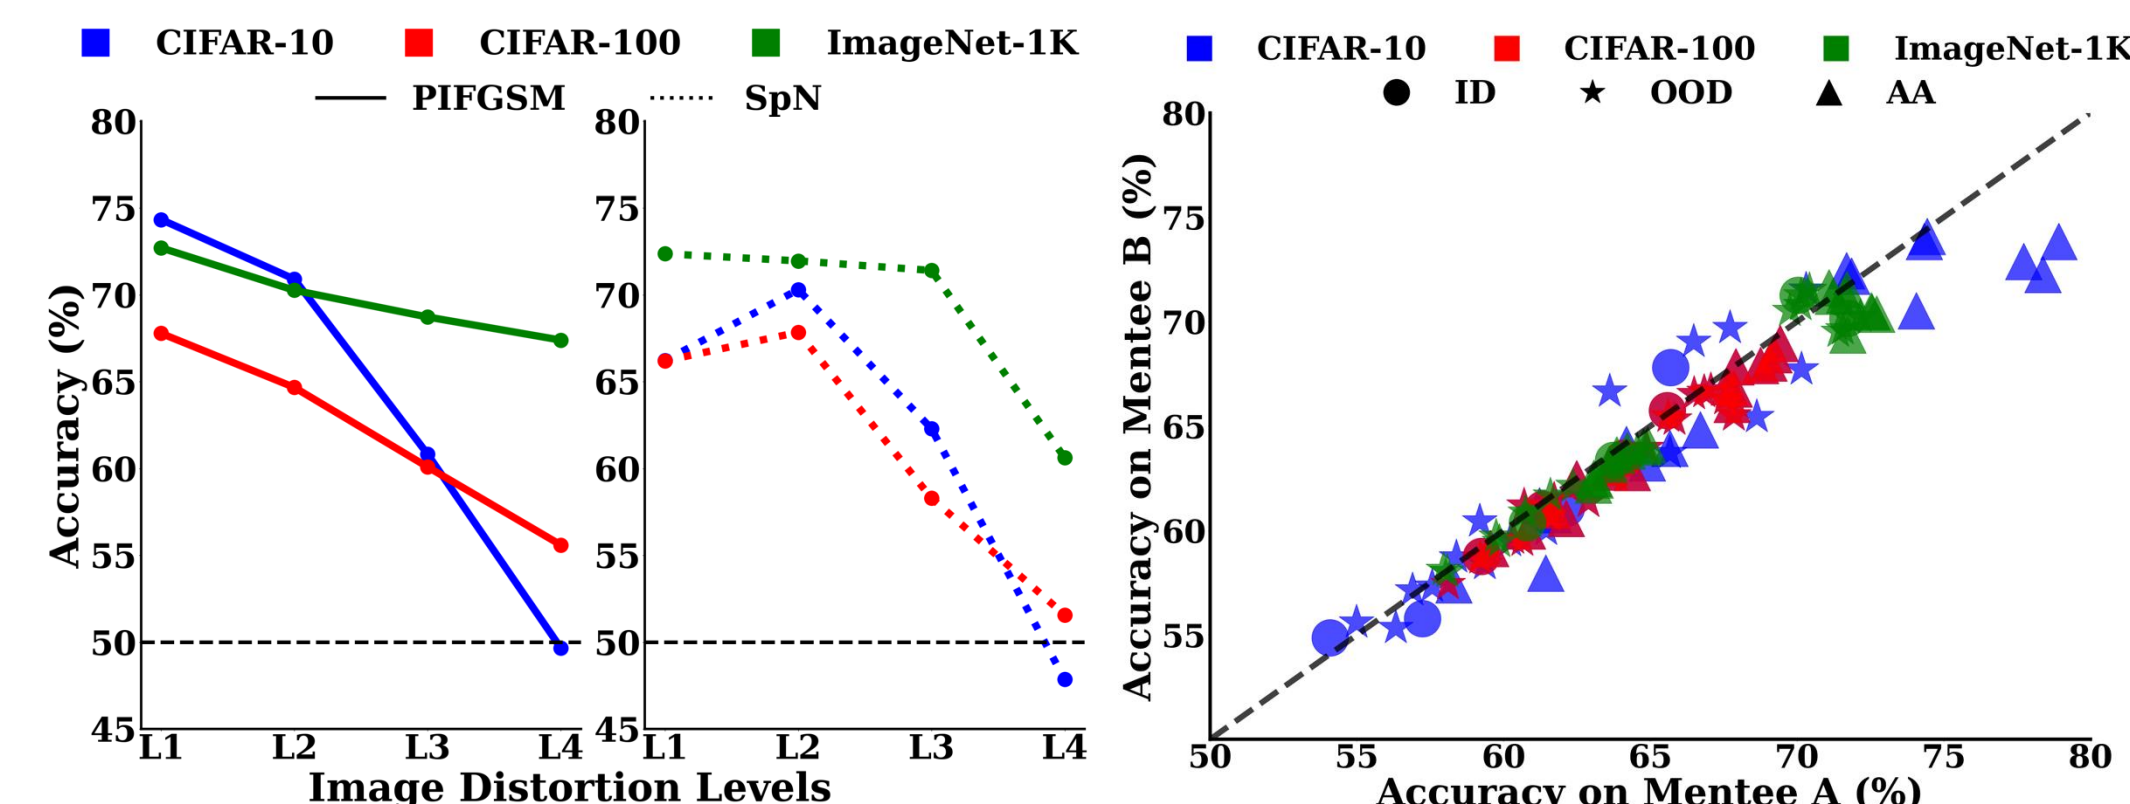 CIFAR-10 CIFAR-100 ImageNet-1K
PIFGSM SpN
Accuracy (%)
80
75
70
65
60
55
50
45
L1 L2 L3 L4
80
75
70
65
60
55
50
45
L1 L2 L3 L4
Image Distortion Levels
CIFAR-10 CIFAR-100 ImageNet-1K
ID OOD AA
Accuracy on Mentee B (%)
80
75
70
65
60
55
50 55 60 65 70 75 80
Accuracy on Mentee A (%)